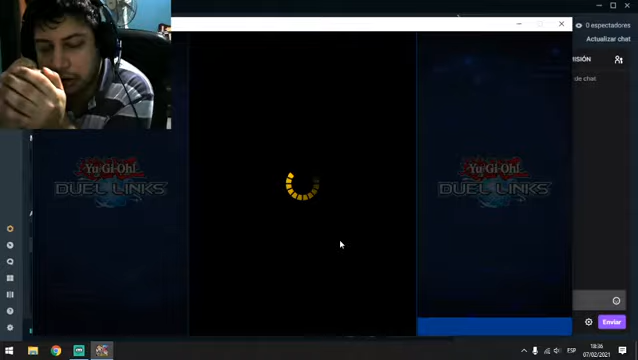 0 espectadores
Actualizar chat
ISIÓN
de chat
Yu-Gi-Oh!
DUEL LINKS
Yu-Gi-Oh!
DUEL LINKS
Enviar
ESP
18:36
07/02/2021